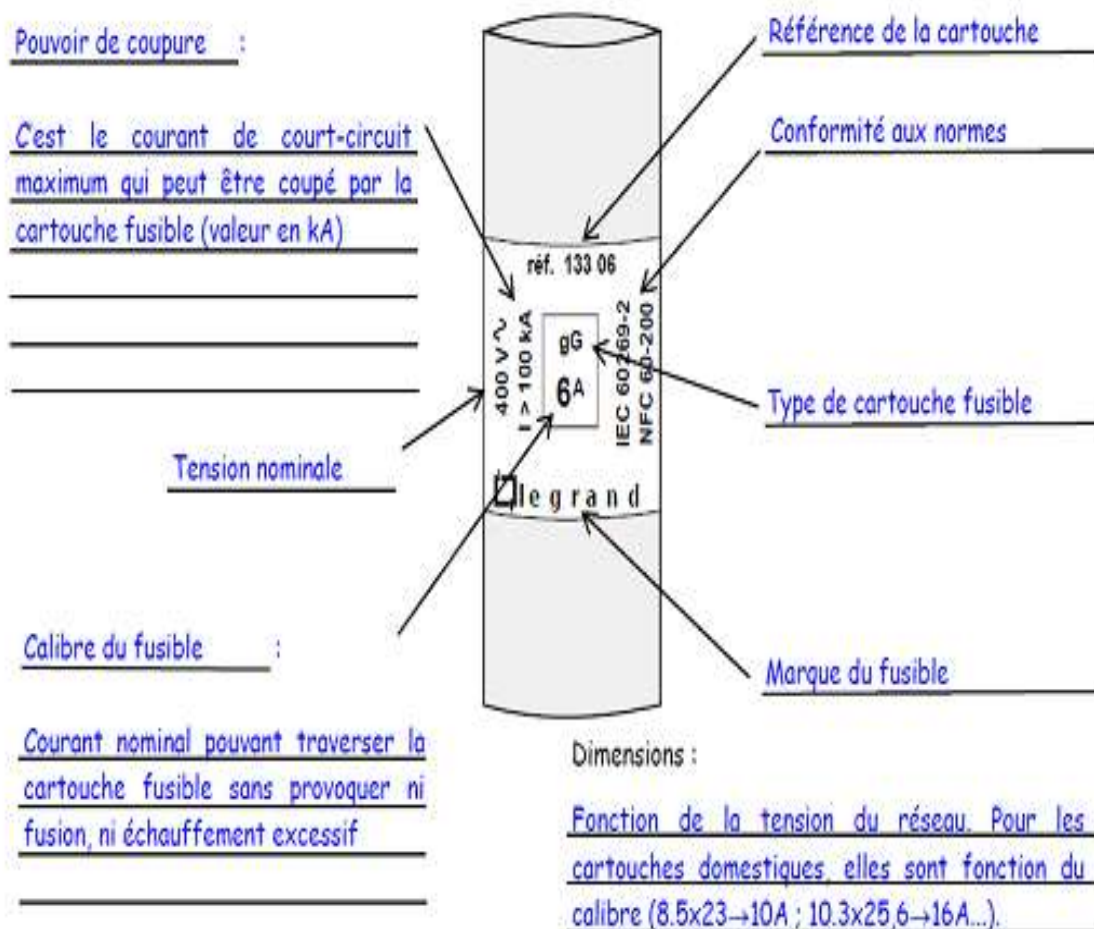 Pouvoir de coupure :
C'est le courant de court-circuit
maximum qui peut être coupé par la
cartouche fusible (valeur en kA)
Tension nominale
Calibre du fusible :
Courant nominal pouvant traverser la
cartouche fusible sans provoquer ni
fusion, ni échauffement excessif
réf. 133 06
400 V ~
I > 100 kA
gG
6A
IEC 60269-2
NFC 60-200
legrand
Référence de la cartouche
Conformité aux normes
Type de cartouche fusible
Marque du fusible
Dimensions :
Fonction de la tension du réseau. Pour les
cartouches domestiques, elles sont fonction du
calibre (8.5x23→10A ; 10.3x25,6→16A...).